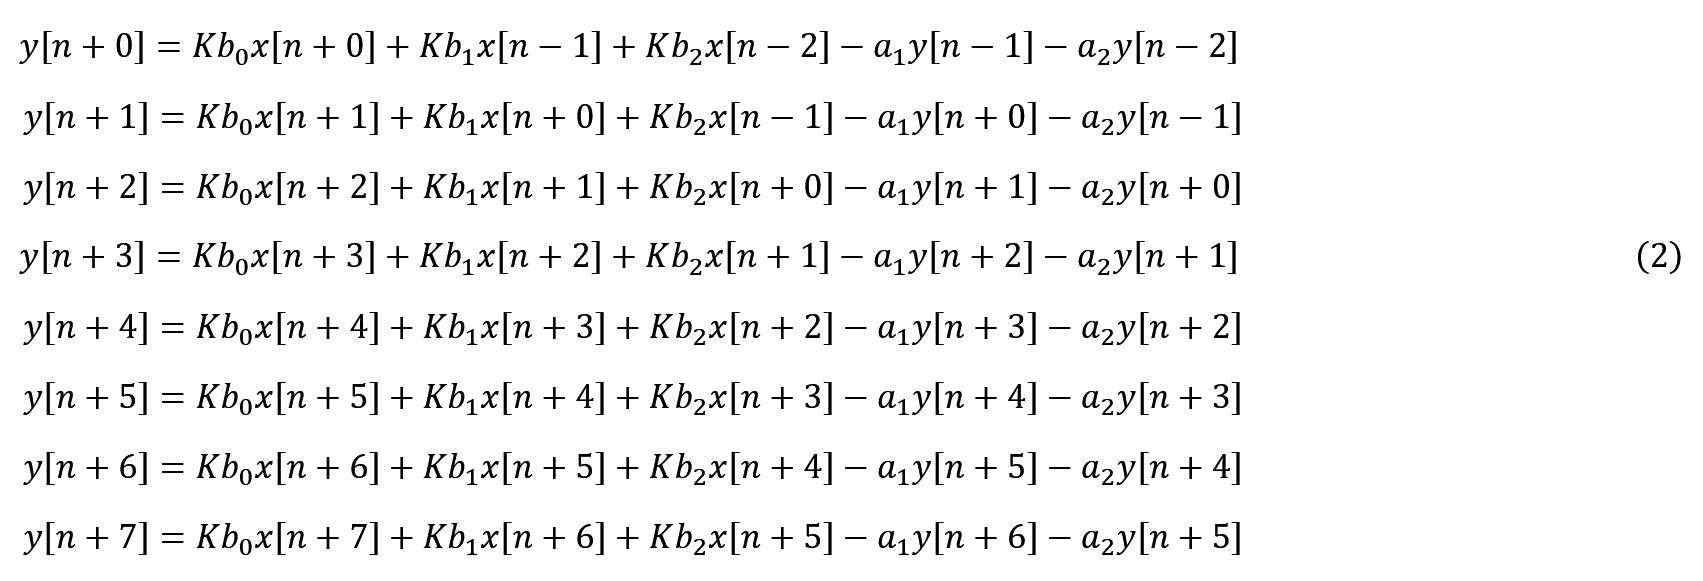 y[n + 0] = Kb₀x[n + 0] + Kb₁x[n − 1] + Kb₂x[n − 2] − a₁y[n − 1] − a₂y[n − 2]
y[n + 1] = Kb₀x[n + 1] + Kb₁x[n + 0] + Kb₂x[n − 1] − a₁y[n + 0] − a₂y[n − 1]
y[n + 2] = Kb₀x[n + 2] + Kb₁x[n + 1] + Kb₂x[n + 0] − a₁y[n + 1] − a₂y[n + 0]
y[n + 3] = Kb₀x[n + 3] + Kb₁x[n + 2] + Kb₂x[n + 1] − a₁y[n + 2] − a₂y[n + 1] (2)
y[n + 4] = Kb₀x[n + 4] + Kb₁x[n + 3] + Kb₂x[n + 2] − a₁y[n + 3] − a₂y[n + 2]
y[n + 5] = Kb₀x[n + 5] + Kb₁x[n + 4] + Kb₂x[n + 3] − a₁y[n + 4] − a₂y[n + 3]
y[n + 6] = Kb₀x[n + 6] + Kb₁x[n + 5] + Kb₂x[n + 4] − a₁y[n + 5] − a₂y[n + 4]
y[n + 7] = Kb₀x[n + 7] + Kb₁x[n + 6] + Kb₂x[n + 5] − a₁y[n + 6] − a₂y[n + 5]